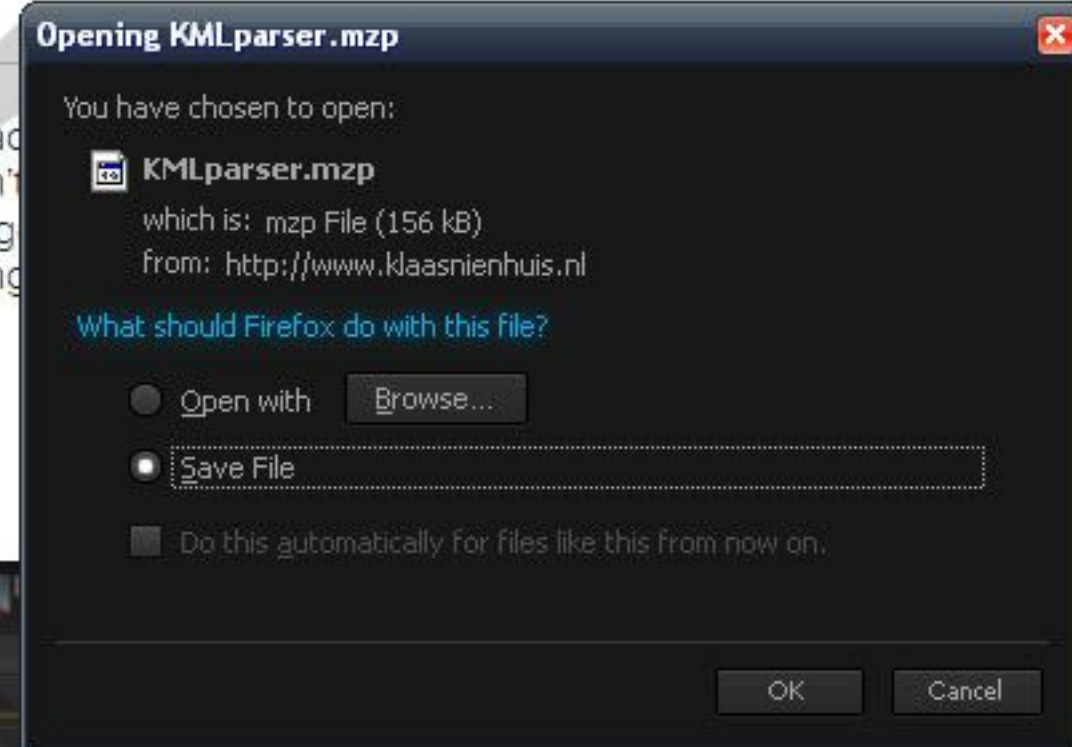 Opening KMLparser.mzp
You have chosen to open:
KMLparser.mzp
which is: mzp File (156 kB)
from: http://www.klaasnienhuis.nl
What should Firefox do with this file?
Open with Browse...
Save File
Do this automatically for files like this from now on.
OK Cancel